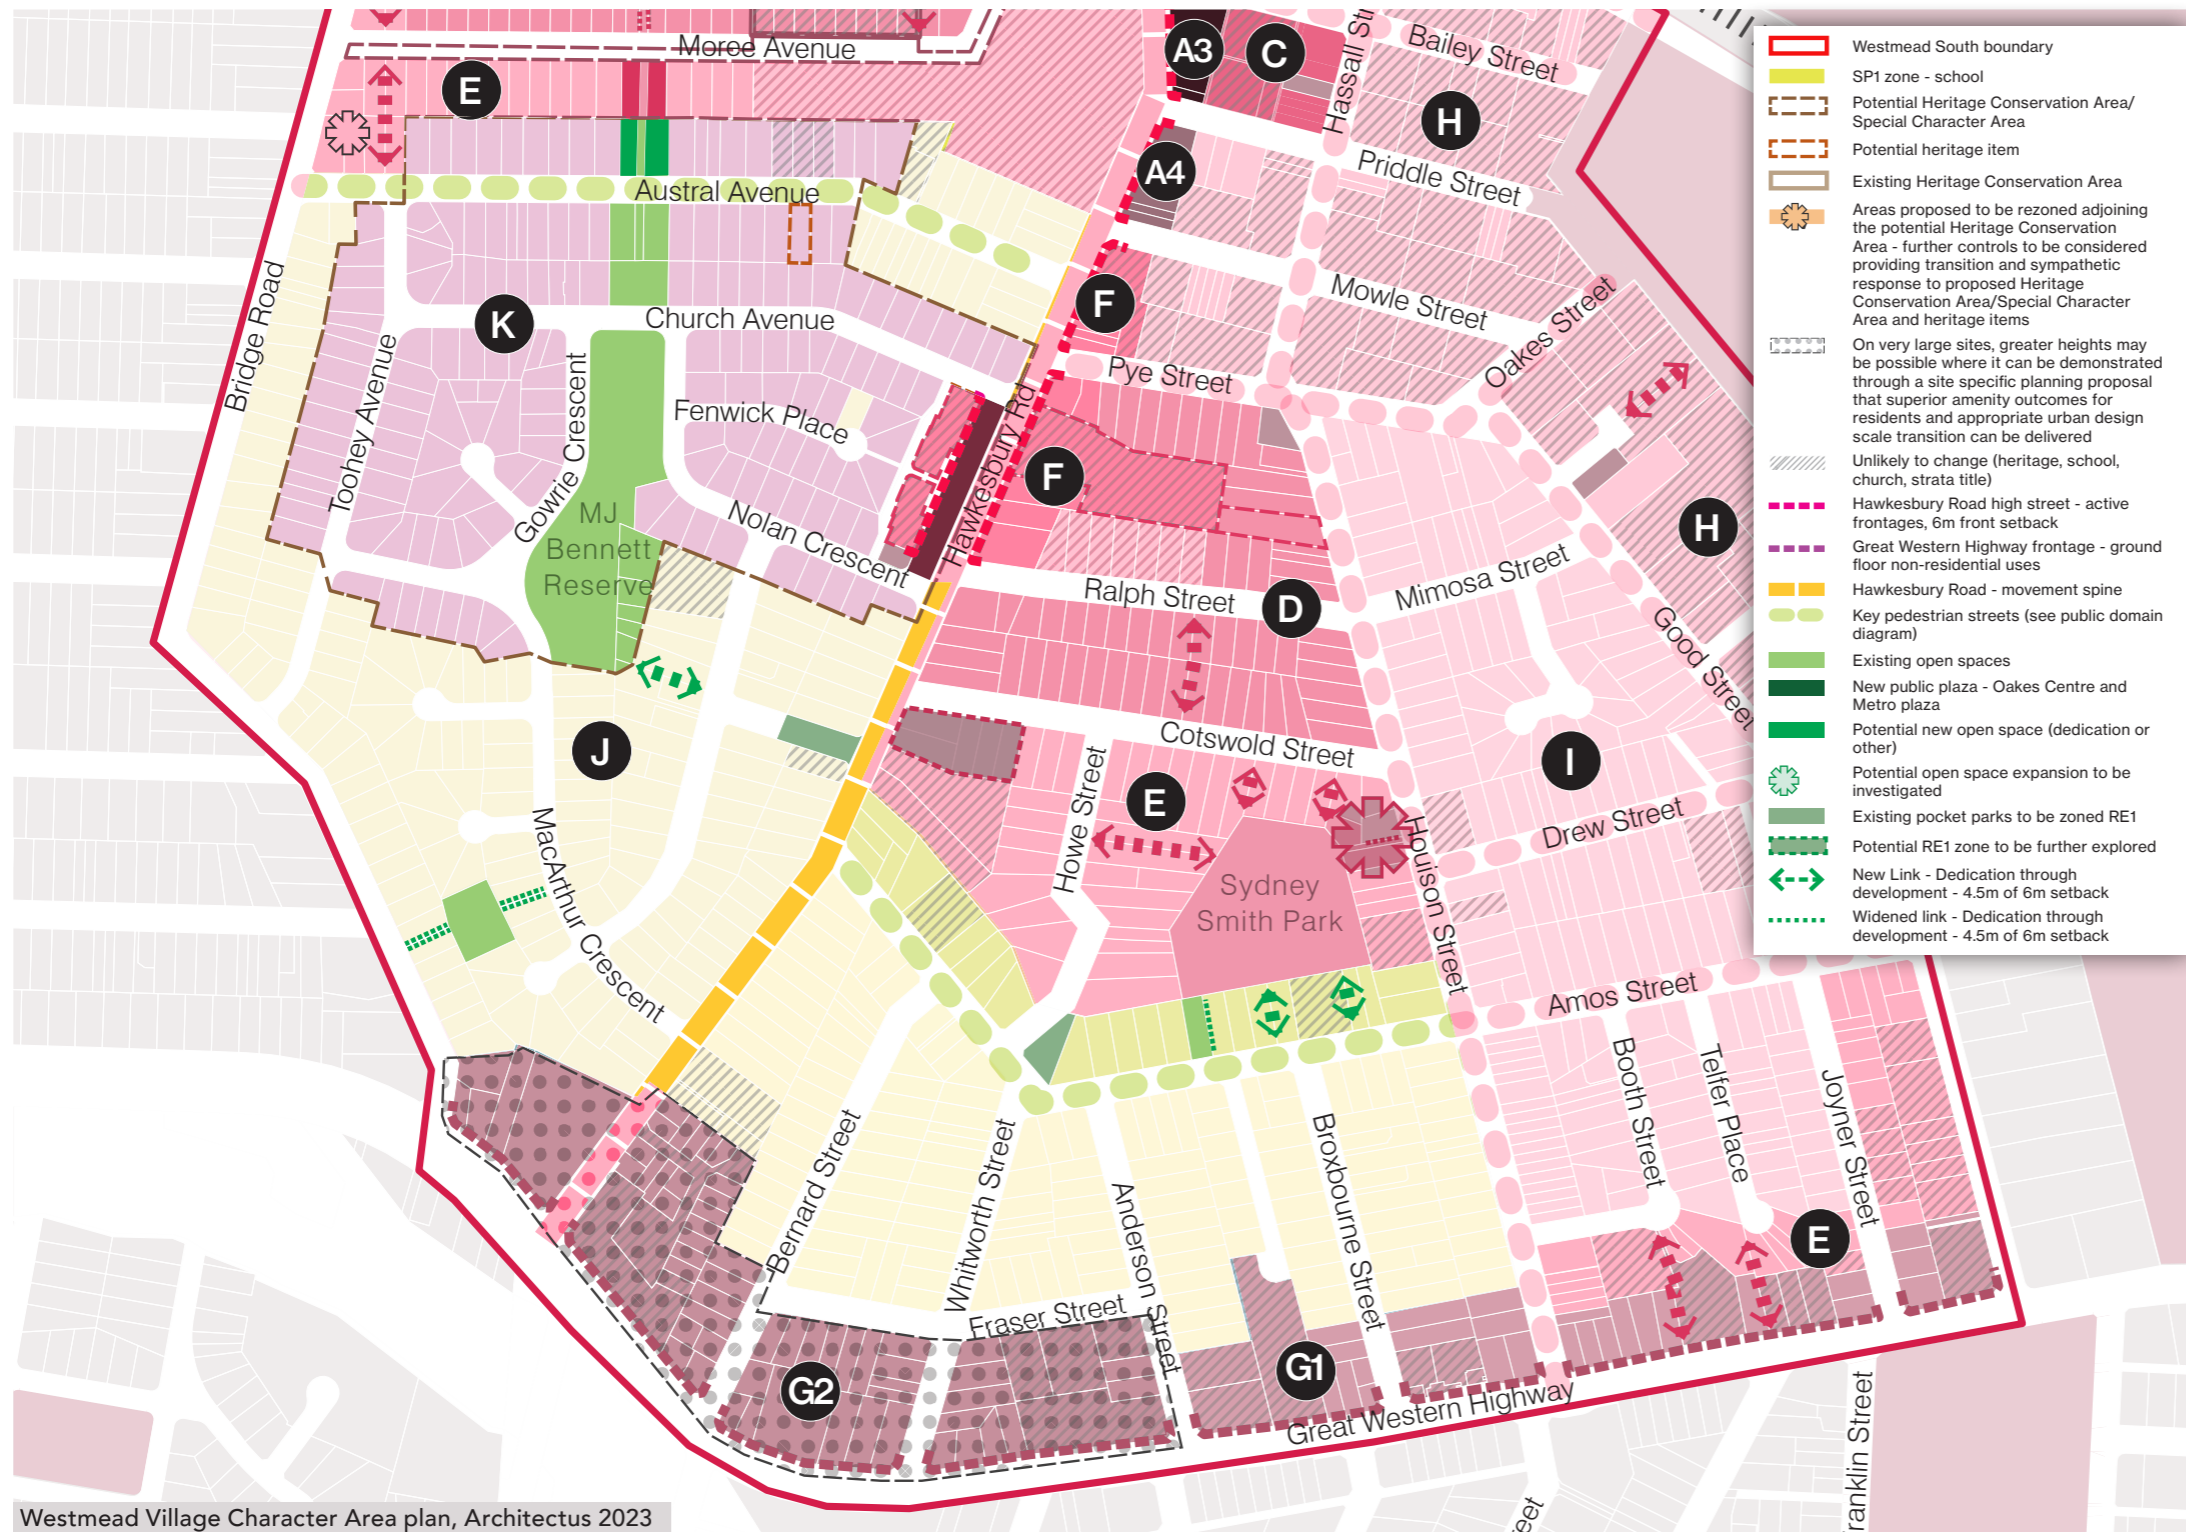 Moree Avenue
E
A3
C
Hassall Str
Bailey Street
H
A4
Priddle Street
Austral Avenue
Bridge Road
K
Church Avenue
F
Mowle Street
Oakes Street
Toohey Avenue
Gowrie Crescent
Fenwick Place
Pye Street
Hawkesbury Rd
F
MJ
Bennett
Reserve
Nolan Crescent
H
Ralph Street
D
Mimosa Street
Good Street
J
Cotswold Street
I
Howe Street
E
MacArthur Crescent
Sydney
Smith Park
Houison Street
Drew Street
Amos Street
Booth Street
Telfer Place
Joyner Street
Bernard Street
Whitworth Street
Anderson Street
Broxbourne Street
E
Fraser Street
G2
G1
Great Western Highway
ranklin Street
reet
Westmead South boundary
SP1 zone - school
Potential Heritage Conservation Area/
Special Character Area
Potential heritage item
Existing Heritage Conservation Area
Areas proposed to be rezoned adjoining
the potential Heritage Conservation
Area - further controls to be considered
providing transition and sympathetic
response to proposed Heritage
Conservation Area/Special Character
Area and heritage items
On very large sites, greater heights may
be possible where it can be demonstrated
through a site specific planning proposal
that superior amenity outcomes for
residents and appropriate urban design
scale transition can be delivered
Unlikely to change (heritage, school,
church, strata title)
Hawkesbury Road high street - active
frontages, 6m front setback
Great Western Highway frontage - ground
floor non-residential uses
Hawkesbury Road - movement spine
Key pedestrian streets (see public domain
diagram)
Existing open spaces
New public plaza - Oakes Centre and
Metro plaza
Potential new open space (dedication or
other)
Potential open space expansion to be
investigated
Existing pocket parks to be zoned RE1
Potential RE1 zone to be further explored
New Link - Dedication through
development - 4.5m of 6m setback
Widened link - Dedication through
development - 4.5m of 6m setback
Westmead Village Character Area plan, Architectus 2023